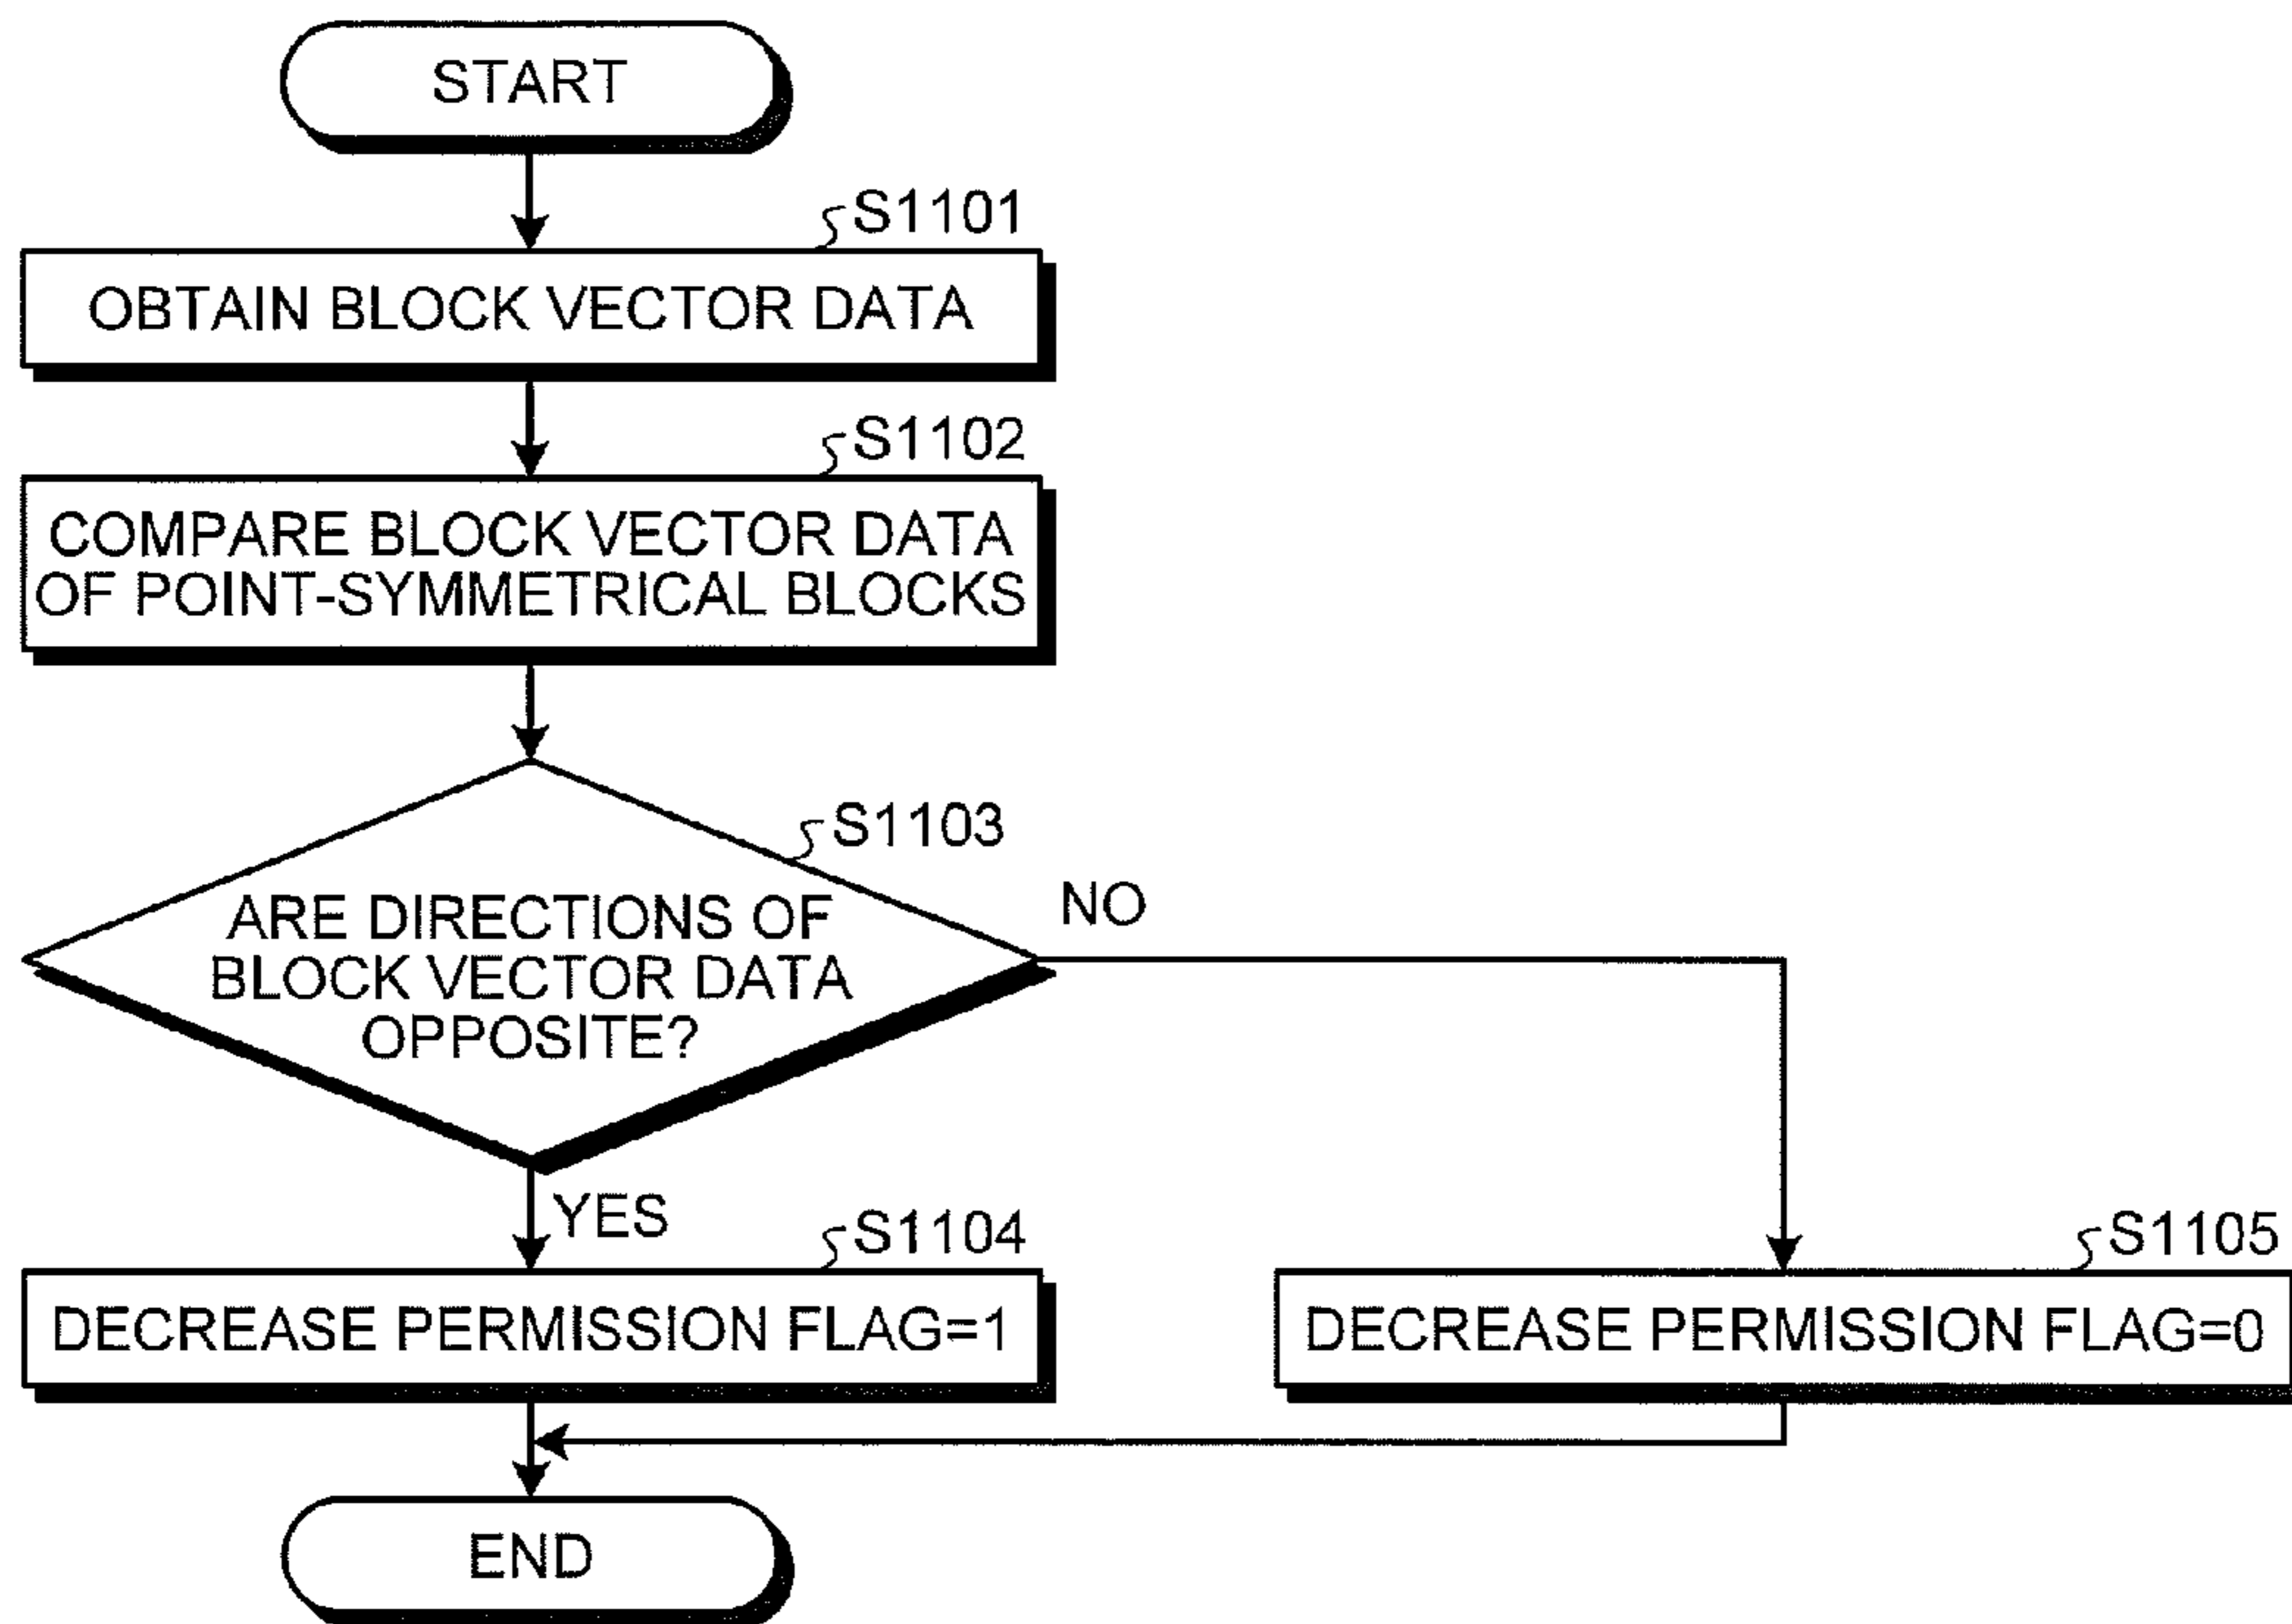 START
S1101
OBTAIN BLOCK VECTOR DATA
S1102
COMPARE BLOCK VECTOR DATA
OF POINT-SYMMETRICAL BLOCKS
S1103
ARE DIRECTIONS OF
BLOCK VECTOR DATA
OPPOSITE?
NO
YES
S1104
DECREASE PERMISSION FLAG=1
S1105
DECREASE PERMISSION FLAG=0
END